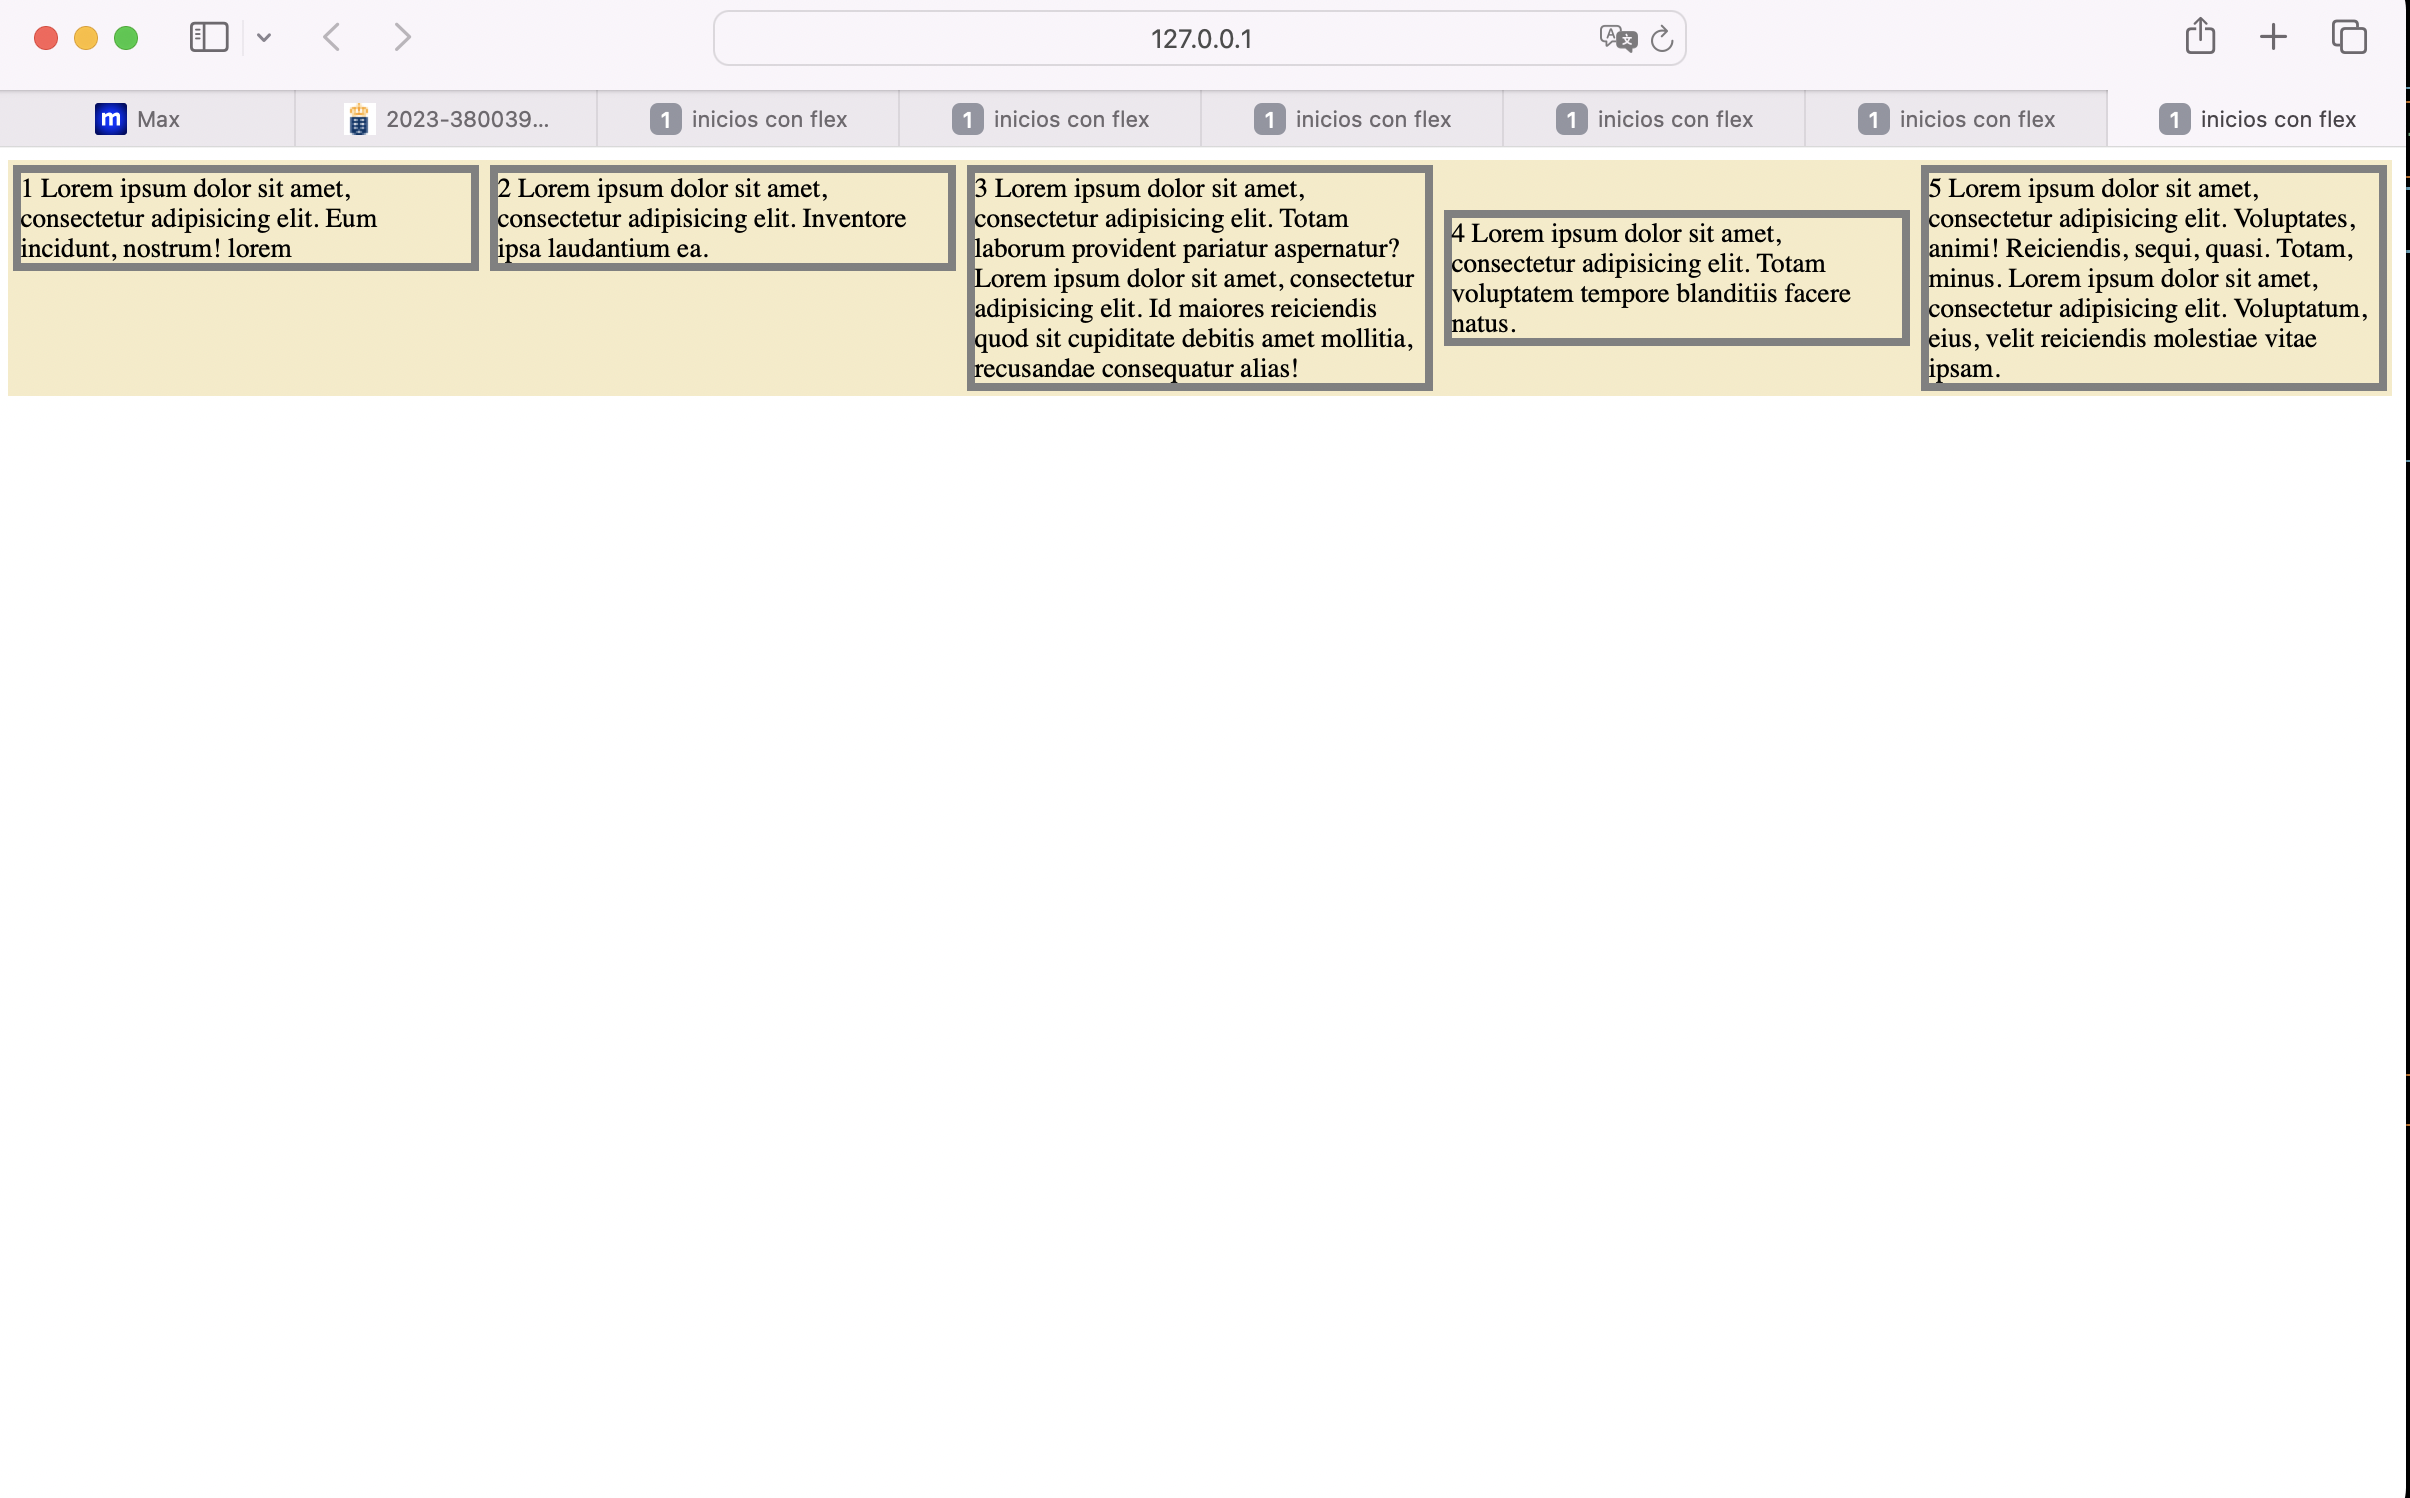 127.0.0.1
m Max
2023-380039...
1 inicios con flex
1 inicios con flex
1 inicios con flex
1 inicios con flex
1 inicios con flex
1 inicios con flex
1 Lorem ipsum dolor sit amet,
consectetur adipisicing elit. Eum
incidunt, nostrum! lorem
2 Lorem ipsum dolor sit amet,
consectetur adipisicing elit. Inventore
ipsa laudantium ea.
3 Lorem ipsum dolor sit amet,
consectetur adipisicing elit. Totam
laborum provident pariatur aspernatur?
Lorem ipsum dolor sit amet, consectetur
adipisicing elit. Id maiores reiciendis
quod sit cupiditate debitis amet mollitia,
recusandae consequatur alias!
4 Lorem ipsum dolor sit amet,
consectetur adipisicing elit. Totam
voluptatem tempore blanditiis facere
natus.
5 Lorem ipsum dolor sit amet,
consectetur adipisicing elit. Voluptates,
animi! Reiciendis, sequi, quasi. Totam,
minus. Lorem ipsum dolor sit amet,
consectetur adipisicing elit. Voluptatum,
eius, velit reiciendis molestiae vitae
ipsam.